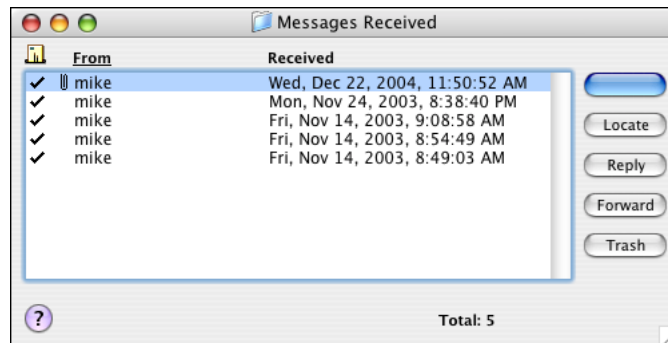 Messages Received
From Received
✓ mike Wed, Dec 22, 2004, 11:50:52 AM
✓ mike Mon, Nov 24, 2003, 8:38:40 PM
✓ mike Fri, Nov 14, 2003, 9:08:58 AM
✓ mike Fri, Nov 14, 2003, 8:54:49 AM
✓ mike Fri, Nov 14, 2003, 8:49:03 AM
Locate
Reply
Forward
Trash
? Total: 5